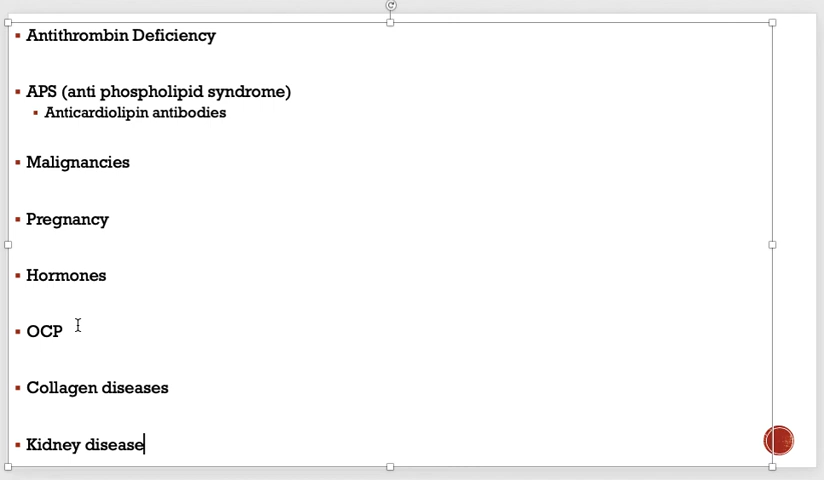 Antithrombin Deficiency
APS (anti phospholipid syndrome)
Anticardiolipin antibodies
Malignancies
Pregnancy
Hormones
OCP
Collagen diseases
Kidney disease